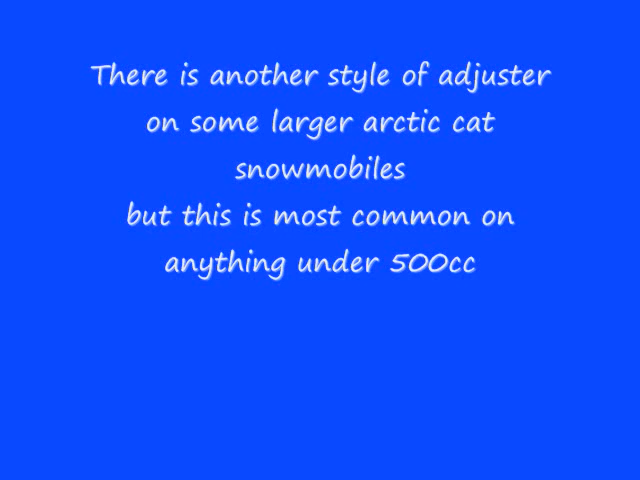 There is another style of adjuster
on some larger arctic cat
snowmobiles
but this is most common on
anything under 500cc